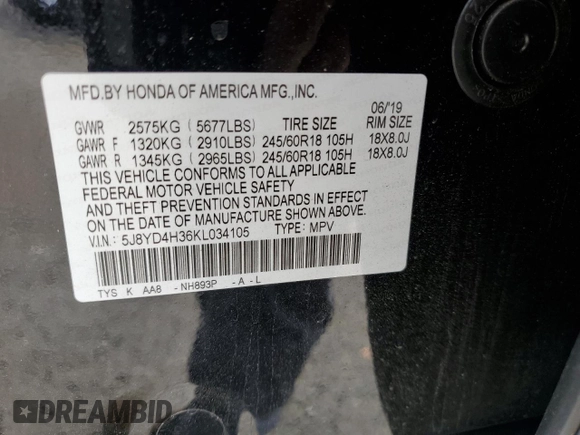 MFD.BY HONDA OF AMERICA MFG.,INC.
06/'19
GVWR 2575KG ( 5677LBS) TIRE SIZE RIM SIZE
GAWR F 1320KG ( 2910LBS) 245/60R18 105H 18X8.0J
GAWR R 1345KG ( 2965LBS) 245/60R18 105H 18X8.0J
THIS VEHICLE CONFORMS TO ALL APPLICABLE
FEDERAL MOTOR VEHICLE SAFETY
AND THEFT PREVENTION STANDARDS IN EFFECT
ON THE DATE OF MANUFACTURE SHOWN ABOVE.
V.I.N.: 5J8YD4H36KL034105 TYPE: MPV
TYS K AA8 -NH893P -A-L
DREAMBID